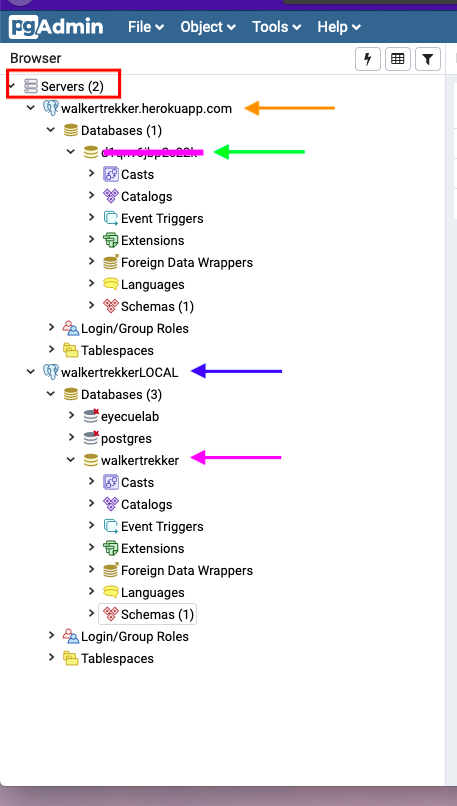 pgAdmin File Object Tools Help
Browser
Servers (2)
walkertrekker.herokuapp.com
Databases (1)
Casts
Catalogs
Event Triggers
Extensions
Foreign Data Wrappers
Languages
Schemas (1)
Login/Group Roles
Tablespaces
walkertrekkerLOCAL
Databases (3)
eyecuelab
postgres
walkertrekker
Casts
Catalogs
Event Triggers
Extensions
Foreign Data Wrappers
Languages
Schemas (1)
Login/Group Roles
Tablespaces